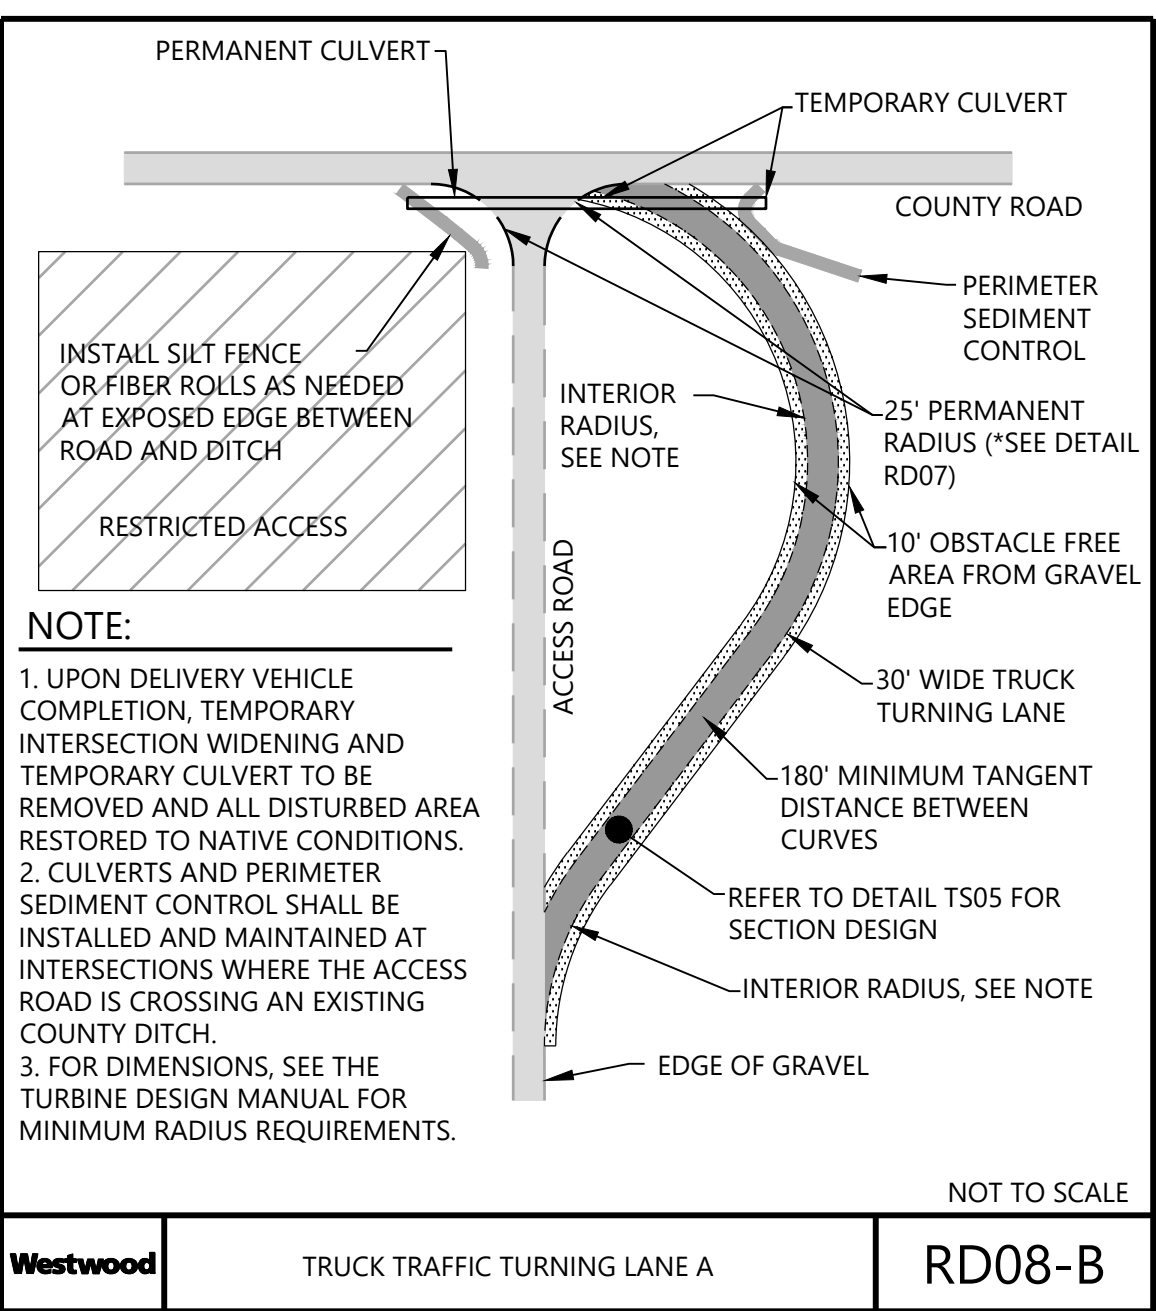 PERMANENT CULVERT
TEMPORARY CULVERT
COUNTY ROAD
PERIMETER
SEDIMENT
CONTROL
INSTALL SILT FENCE
OR FIBER ROLLS AS NEEDED
AT EXPOSED EDGE BETWEEN
ROAD AND DITCH
RESTRICTED ACCESS
INTERIOR
RADIUS,
SEE NOTE
25' PERMANENT
RADIUS (*SEE DETAIL
RD07)
10' OBSTACLE FREE
AREA FROM GRAVEL
EDGE
ACCESS ROAD
30' WIDE TRUCK
TURNING LANE
180' MINIMUM TANGENT
DISTANCE BETWEEN
CURVES
REFER TO DETAIL TS05 FOR
SECTION DESIGN
INTERIOR RADIUS, SEE NOTE
EDGE OF GRAVEL
NOTE:
1. UPON DELIVERY VEHICLE
COMPLETION, TEMPORARY
INTERSECTION WIDENING AND
TEMPORARY CULVERT TO BE
REMOVED AND ALL DISTURBED AREA
RESTORED TO NATIVE CONDITIONS.
2. CULVERTS AND PERIMETER
SEDIMENT CONTROL SHALL BE
INSTALLED AND MAINTAINED AT
INTERSECTIONS WHERE THE ACCESS
ROAD IS CROSSING AN EXISTING
COUNTY DITCH.
3. FOR DIMENSIONS, SEE THE
TURBINE DESIGN MANUAL FOR
MINIMUM RADIUS REQUIREMENTS.
NOT TO SCALE
Westwood
TRUCK TRAFFIC TURNING LANE A
RD08-B